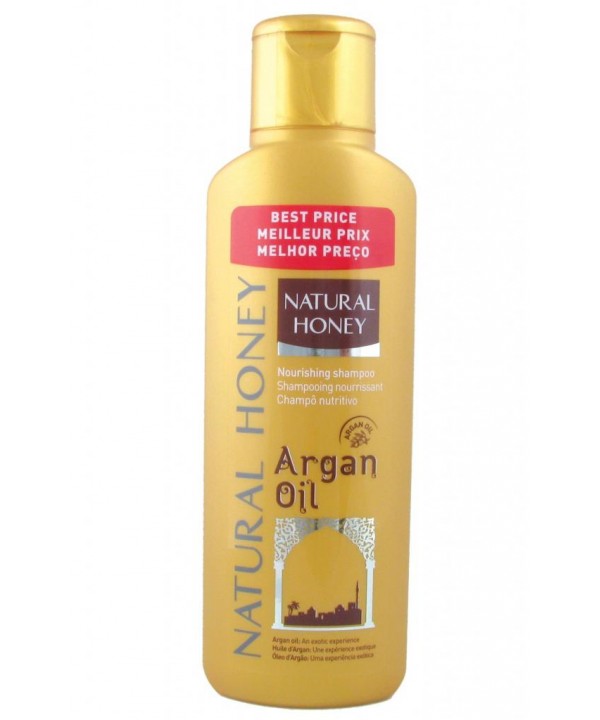 BEST PRICE
MEILLEUR PRIX
MELHOR PREÇO
NATURAL HONEY
NATURAL
HONEY
Nourishing shampoo
Shampooing nourrissant
Champô nutritivo
ARGAN OIL
Argan
Oil
Argan oil: An exotic experience
Huile d'Argan: Une expérience exotique
Óleo d'Argão: Uma experiência exótica